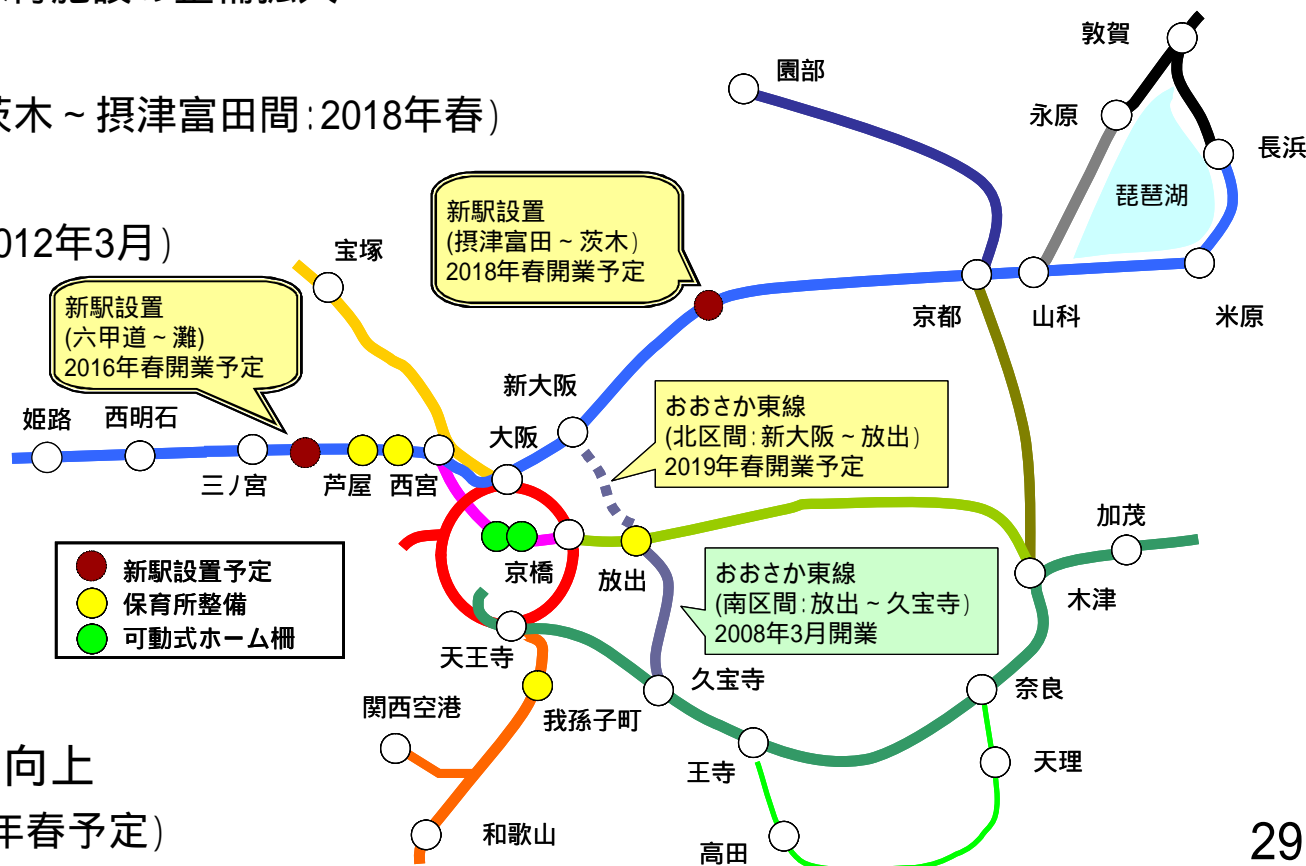 茨木~摂津富田間:2018年春)
012年3月)
向上
年春予定)
敦賀
園部
永原
長浜
琵琶湖
新駅設置
(摂津富田~茨木)
2018年春開業予定
宝塚
新駅設置
(六甲道~灘)
2016年春開業予定
京都
山科
米原
新大阪
姫路
西明石
大阪
おおさか東線
(北区間:新大阪~放出)
2019年春開業予定
三ノ宮
芦屋
西宮
加茂
新駅設置予定
保育所整備
可動式ホーム柵
京橋
放出
おおさか東線
(南区間:放出~久宝寺)
2008年3月開業
木津
天王寺
久宝寺
奈良
関西空港
我孫子町
王寺
天理
和歌山
高田
29